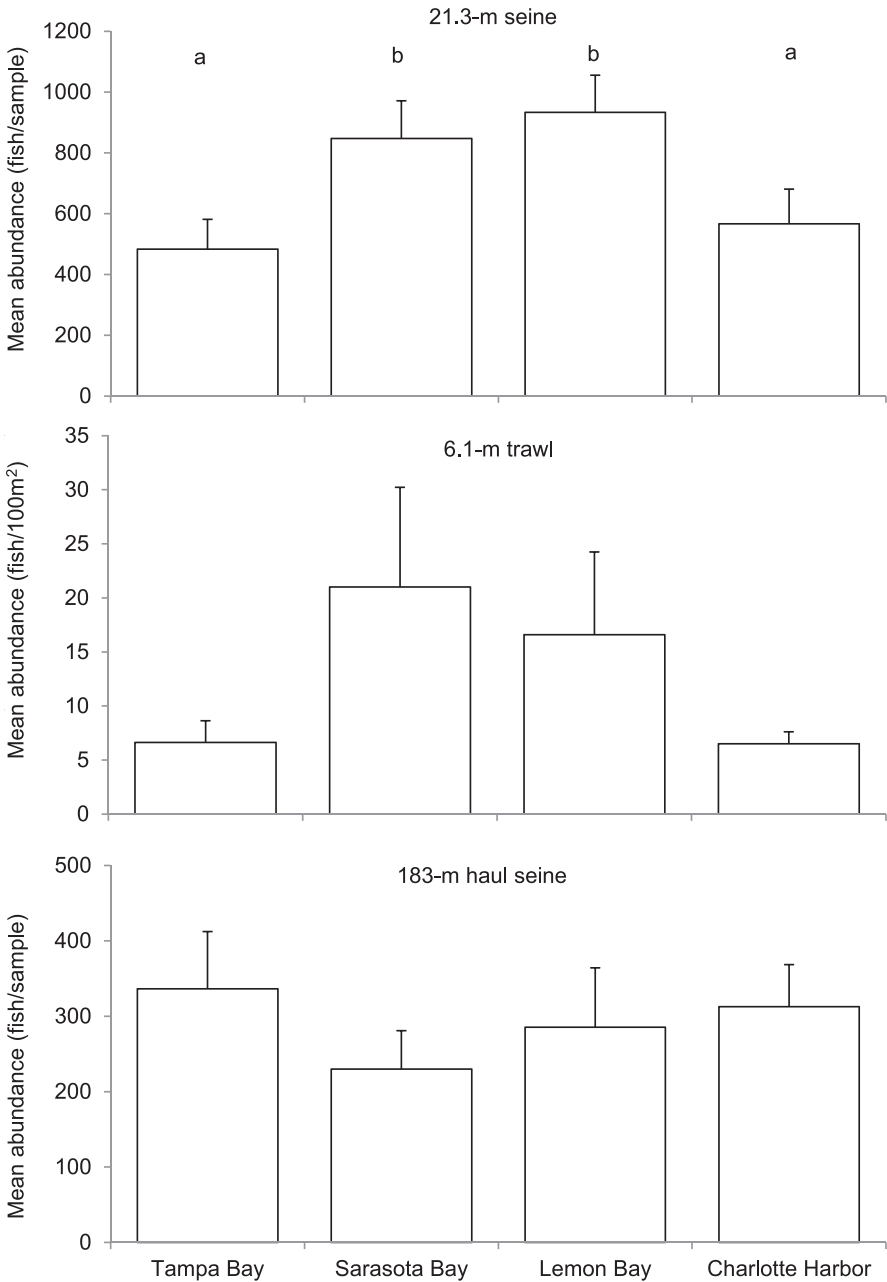 21.3-m seine
Mean abundance (fish/sample)
1200
1000
800
600
400
200
0
a b b a
6.1-m trawl
Mean abundance (fish/100m²)
35
30
25
20
15
10
5
0
183-m haul seine
Mean abundance (fish/sample)
500
400
300
200
100
0
Tampa Bay Sarasota Bay Lemon Bay Charlotte Harbor